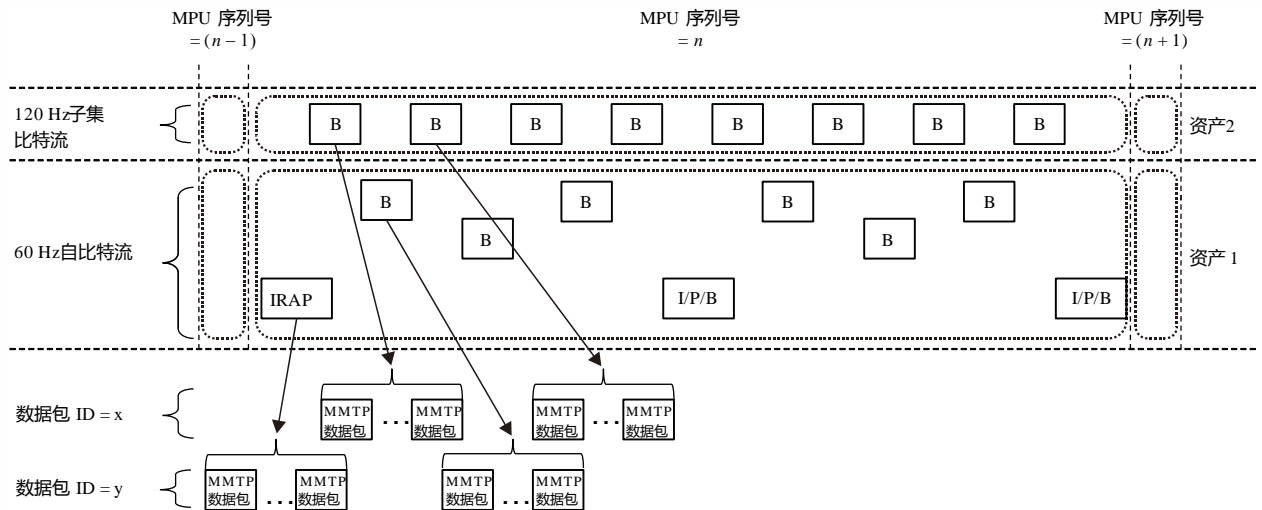 MPU 序列号
= (n – 1)
MPU 序列号
= n
MPU 序列号
= (n + 1)
120 Hz子集
比特流
B
B
B
B
B
B
B
B
资产2
B
B
B
B
B
B
60 Hz自比特流
资产 1
IRAP
I/P/B
I/P/B
数据包 ID = x
MMTP
数据包
...
MMTP
数据包
MMTP
数据包
...
MMTP
数据包
数据包 ID = y
MMTP
数据包
...
MMTP
数据包
MMTP
数据包
...
MMTP
数据包